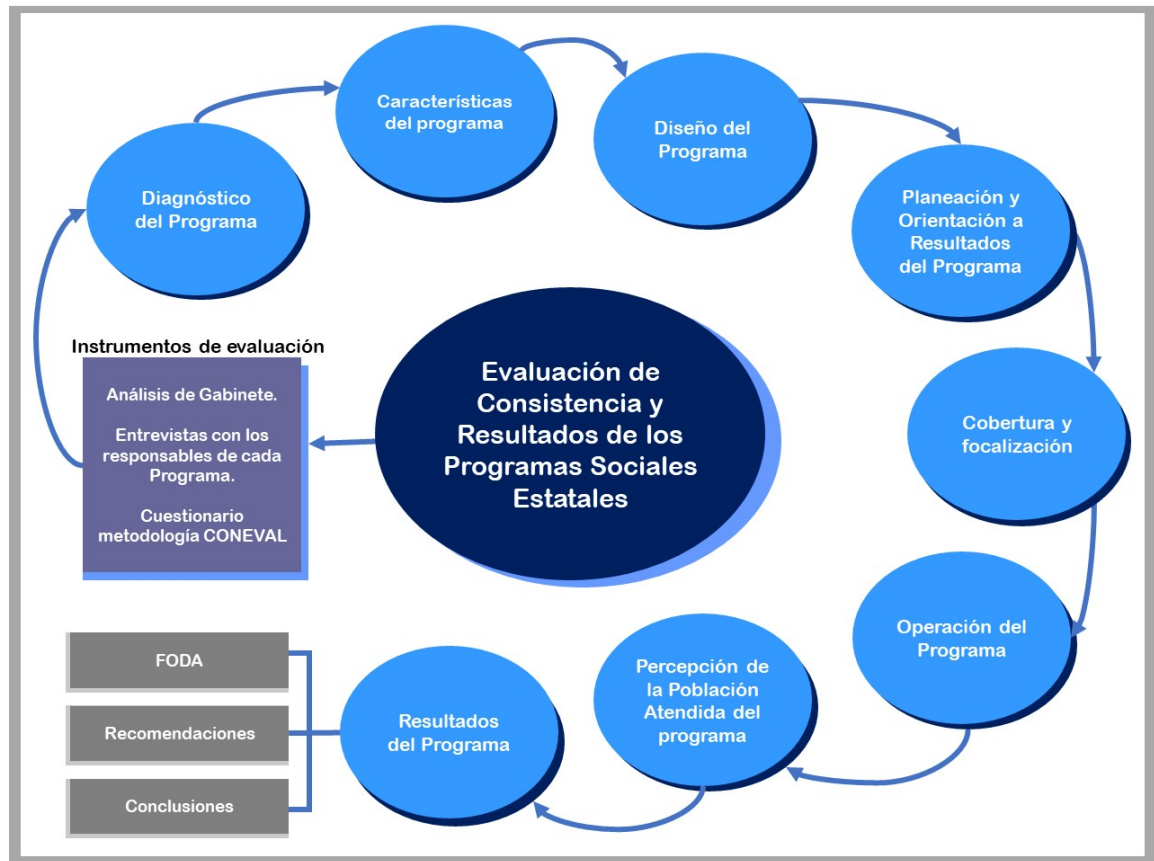 Características
del programa
Diseño del
Programa
Diagnóstico
del Programa
Planeación y
Orientación a
Resultados
del Programa
Instrumentos de evaluación
Análisis de Gabinete.
Entrevistas con los
responsables de cada
Programa.
Cuestionario
metodología CONEVAL
Evaluación de
Consistencia y
Resultados de los
Programas Sociales
Estatales
Cobertura y
focalización
Operación del
Programa
Percepción de
la Población
Atendida del
programa
Resultados
del Programa
FODA
Recomendaciones
Conclusiones